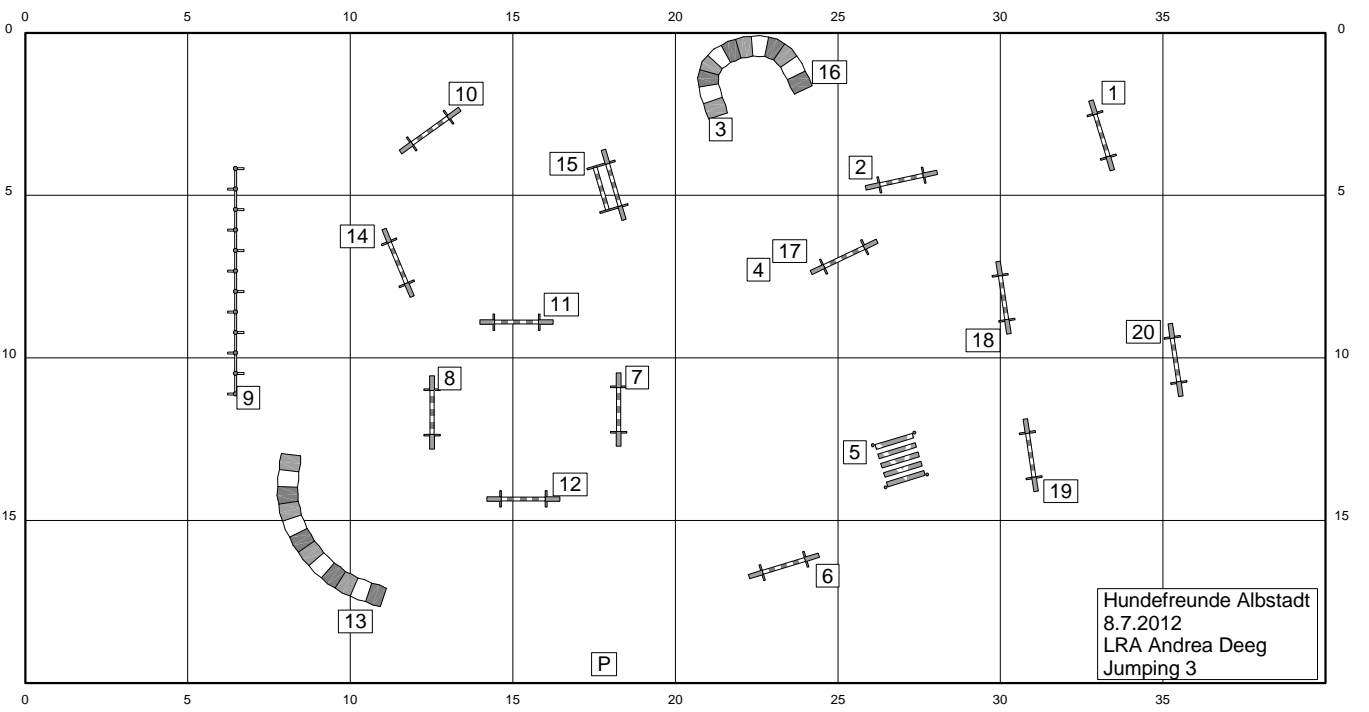 0 5 10 15 20 25 30 35
0 0
10 16 1
3
15 2
5 5
14 17
4
11 18 20
10 10
8 7
9
5
12 19
15 15
6
13
Hundefreunde Albstadt
8.7.2012
LRA Andrea Deeg
Jumping 3
P
0 5 10 15 20 25 30 35